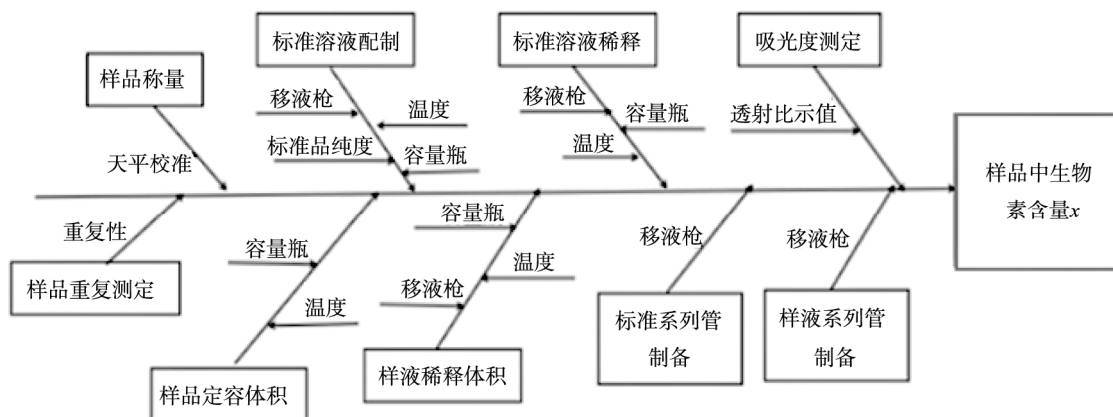 标准溶液配制
标准溶液稀释
吸光度测定
样品称量
移液枪
移液枪
温度
容量瓶
透射比示值
标准品纯度
温度
天平校准
容量瓶
样品中生物
素含量x
重复性
容量瓶
容量瓶
移液枪
移液枪
样品重复测定
温度
移液枪
温度
标准系列管
制备
样液系列管
制备
样品定容体积
样液稀释体积